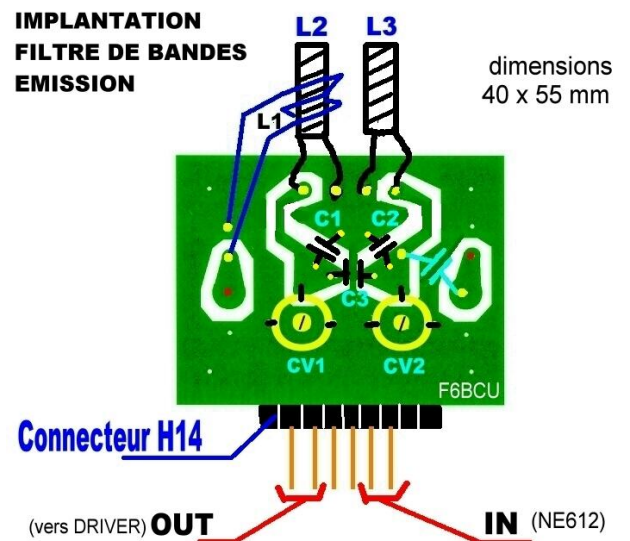 IMPLANTATION
FILTRE DE BANDES
EMISSION
L2 L3
dimensions
40 x 55 mm
L1
C1 C2
C3
CV1 CV2
F6BCU
Connecteur H14
(vers DRIVER) OUT
IN (NE612)